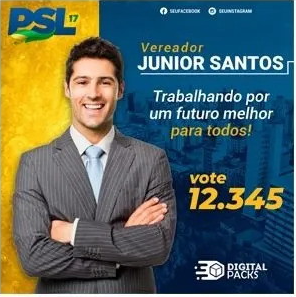 PSL 17
SEUFACEBOOK SEUINSTAGRAM
Vereador
JUNIOR SANTOS
Trabalhando por
um futuro melhor
para todos!
vote
12.345
DIGITAL
PACKS